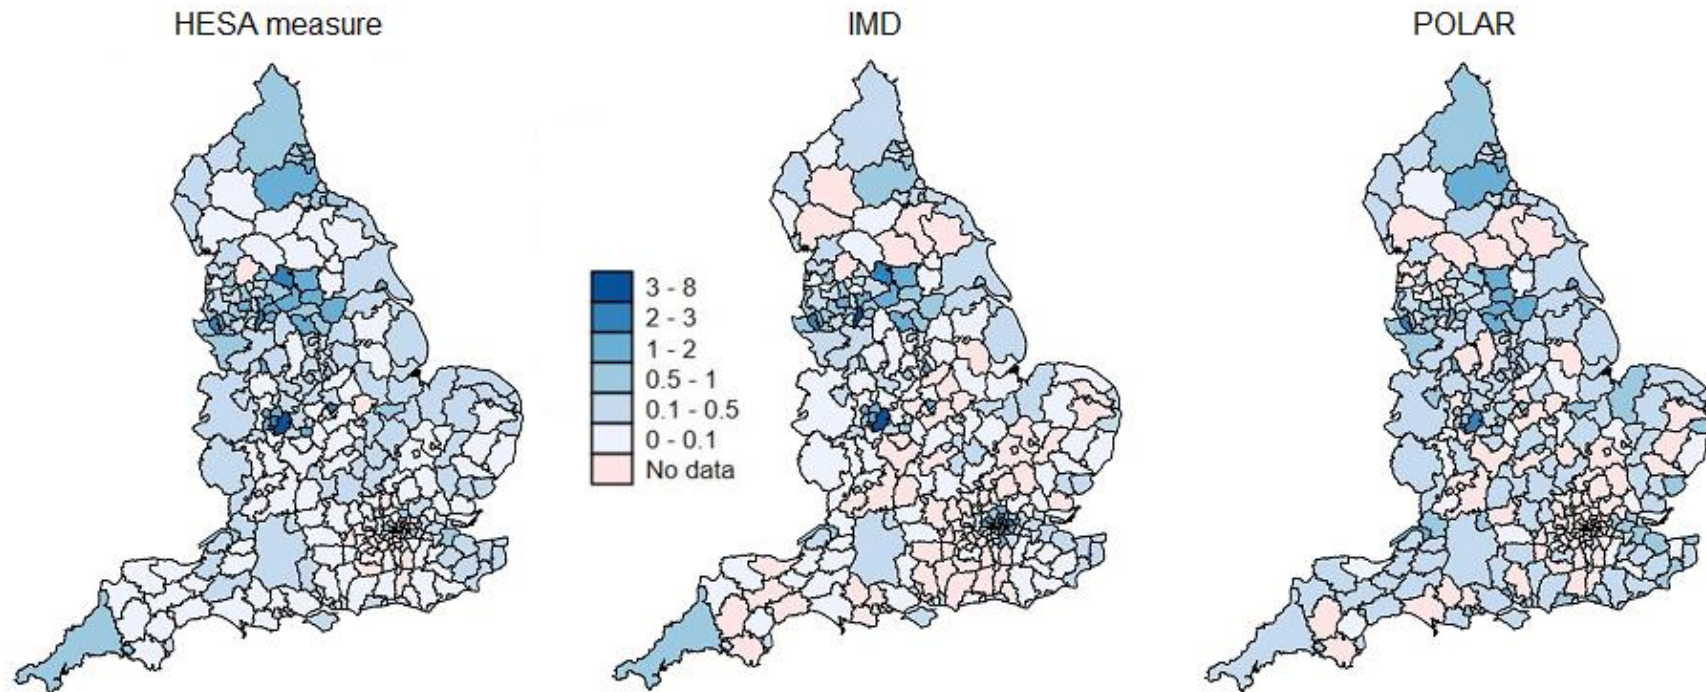 HESA measure
IMD
POLAR
3 - 8
2 - 3
1 - 2
0.5 - 1
0.1 - 0.5
0 - 0.1
No data